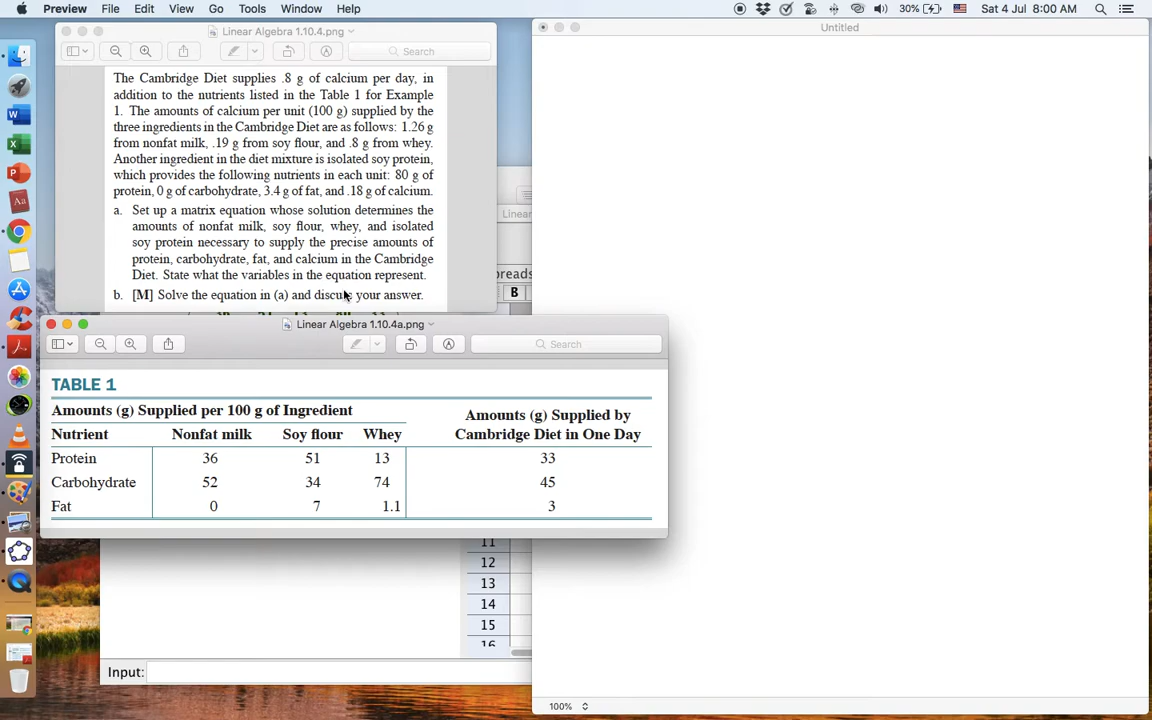 Preview File Edit View Go Tools Window Help 30% Sat 4 Jul 8:00 AM
Linear Algebra 1.10.4.png
Search
The Cambridge Diet supplies .8 g of calcium per day, in
addition to the nutrients listed in the Table 1 for Example
1. The amounts of calcium per unit (100 g) supplied by the
three ingredients in the Cambridge Diet are as follows: 1.26 g
from nonfat milk, .19 g from soy flour, and .8 g from whey.
Another ingredient in the diet mixture is isolated soy protein,
which provides the following nutrients in each unit: 80 g of
protein, 0 g of carbohydrate, 3.4 g of fat, and .18 g of calcium.
a. Set up a matrix equation whose solution determines the
amounts of nonfat milk, soy flour, whey, and isolated
soy protein necessary to supply the precise amounts of
protein, carbohydrate, fat, and calcium in the Cambridge
Diet. State what the variables in the equation represent.
b. [M] Solve the equation in (a) and discuss your answer.
Linear
preads
B
Linear Algebra 1.10.4a.png
Search
TABLE 1
Amounts (g) Supplied per 100 g of Ingredient
Amounts (g) Supplied by
Cambridge Diet in One Day
Nutrient Nonfat milk Soy flour Whey
Protein 36 51 13 33
Carbohydrate 52 34 74 45
Fat 0 7 1.1 3
11
12
13
14
15
16
Input:
Untitled
100%